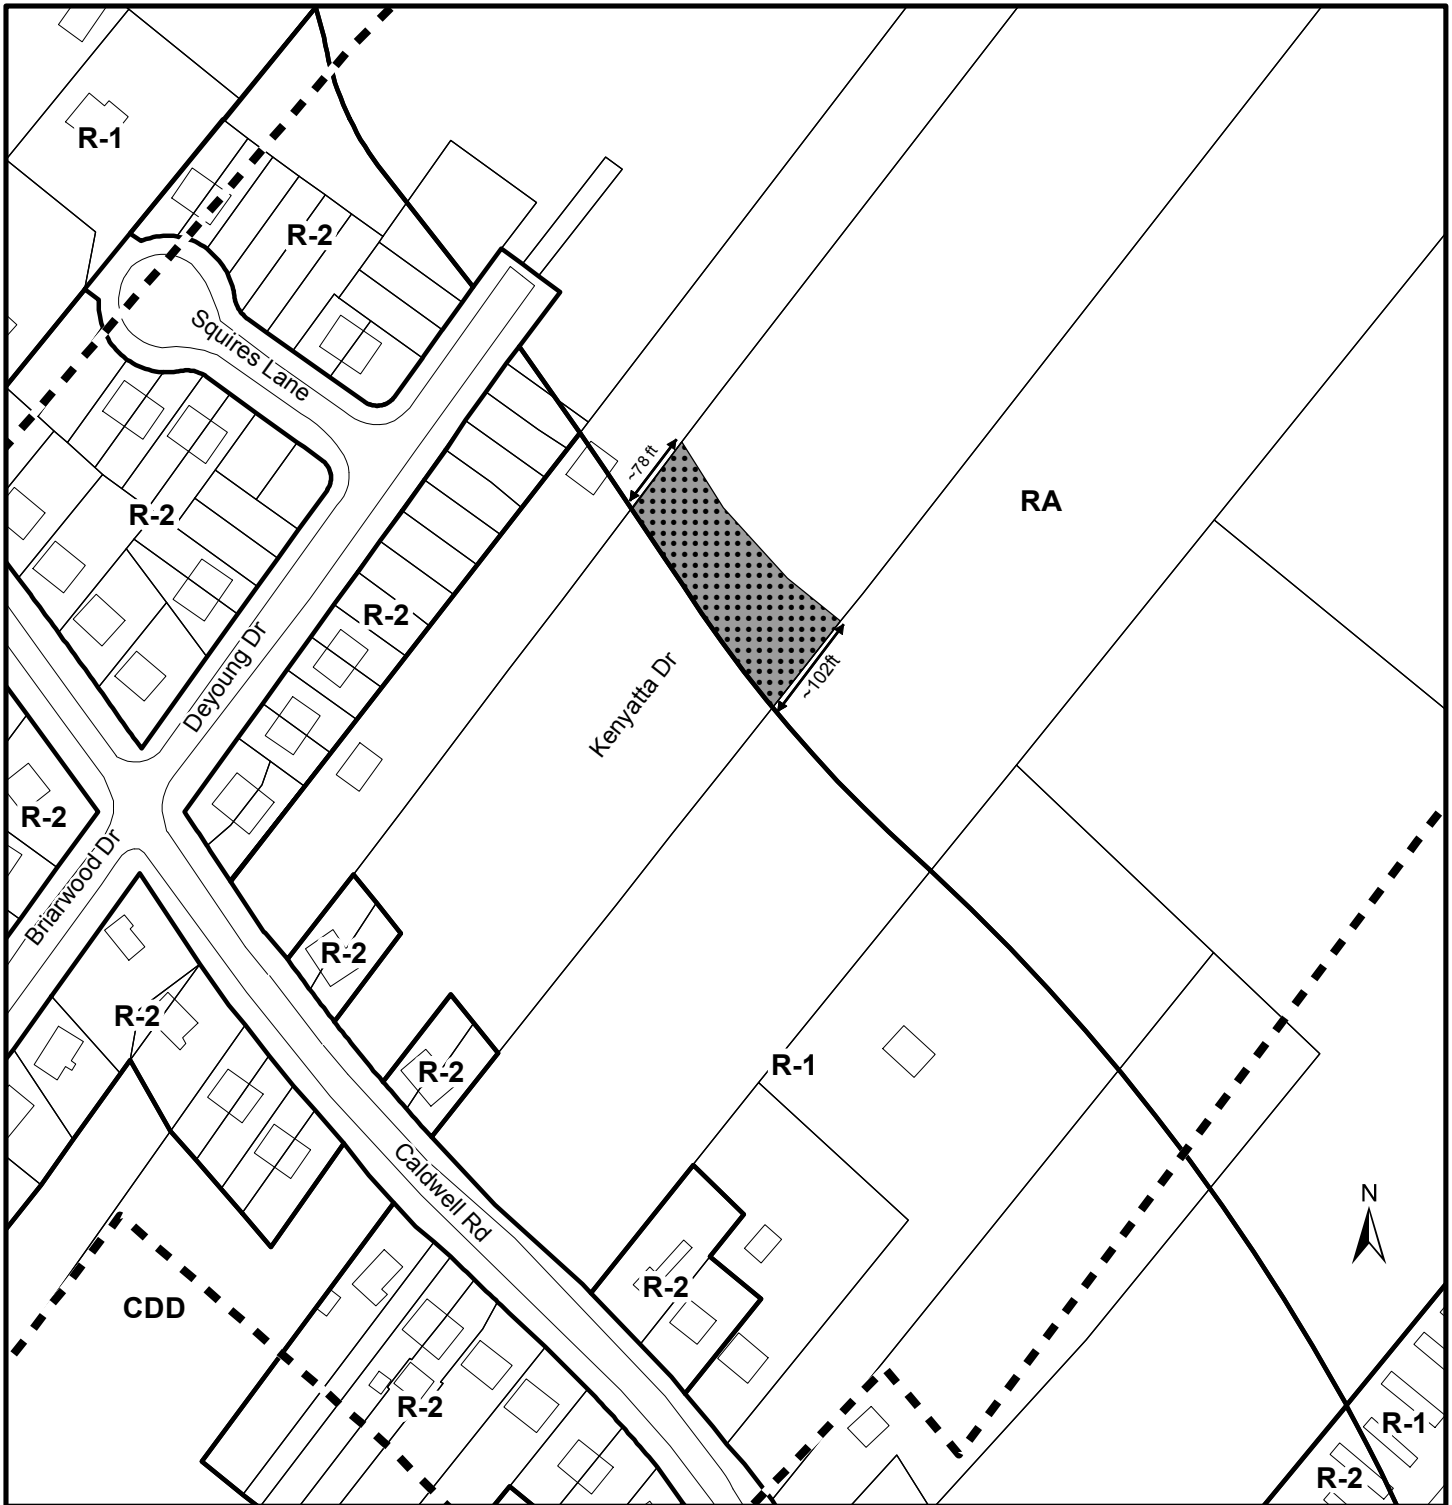 R-1
R-2
Squires Lane
~78 ft
RA
R-2
R-2
Deyoung Dr
~102ft
Kenyatta Dr
R-2
Briarwood Dr
R-2
R-2
R-2
R-1
Caldwell Rd
N
R-2
CDD
R-2
R-1
R-2